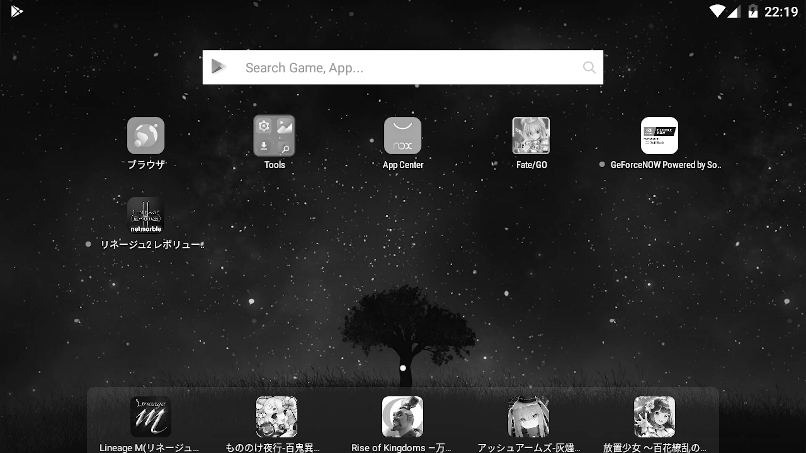 22:19
Search Game, App...
ブラウザ
Tools
nox
App Center
Fate/GO
GeForceNOW Powered by So..
netmarble
リネージュ2 レボリュー
Lineage
M
Lineage M(リネージュ...
もののけ夜行-百鬼異...
Rise of Kingdoms ―万...
アッシュアームズ-灰燼...
放置少女 ～百花繚乱の...